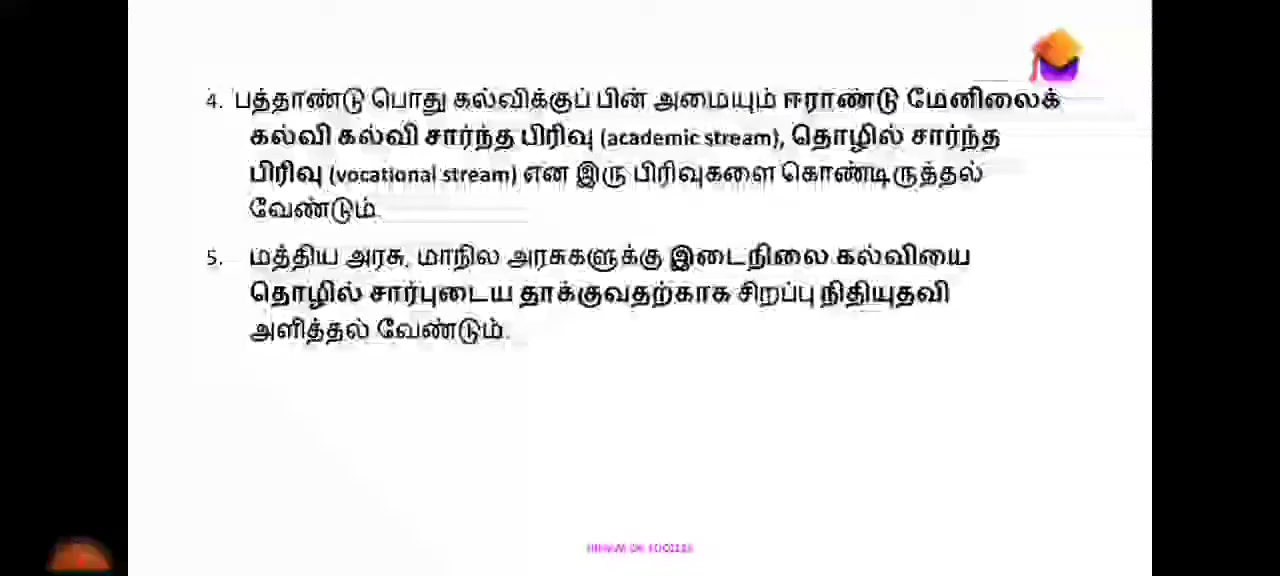 4. பத்தாண்டு பொது கல்விக்குப் பின் அமையும் ஈராண்டு மேனிலைக்
கல்வி கல்வி சார்ந்த பிரிவு (academic stream), தொழில் சார்ந்த
பிரிவு (vocational stream) என இரு பிரிவுகளை கொண்டிருத்தல்
வேண்டும்.
5. மத்திய அரசு, மாநில அரசுகளுக்கு இடைநிலை கல்வியை
தொழில் சார்புடைய தாக்குவதற்காக சிறப்பு நிதியுதவி
அளித்தல் வேண்டும்.